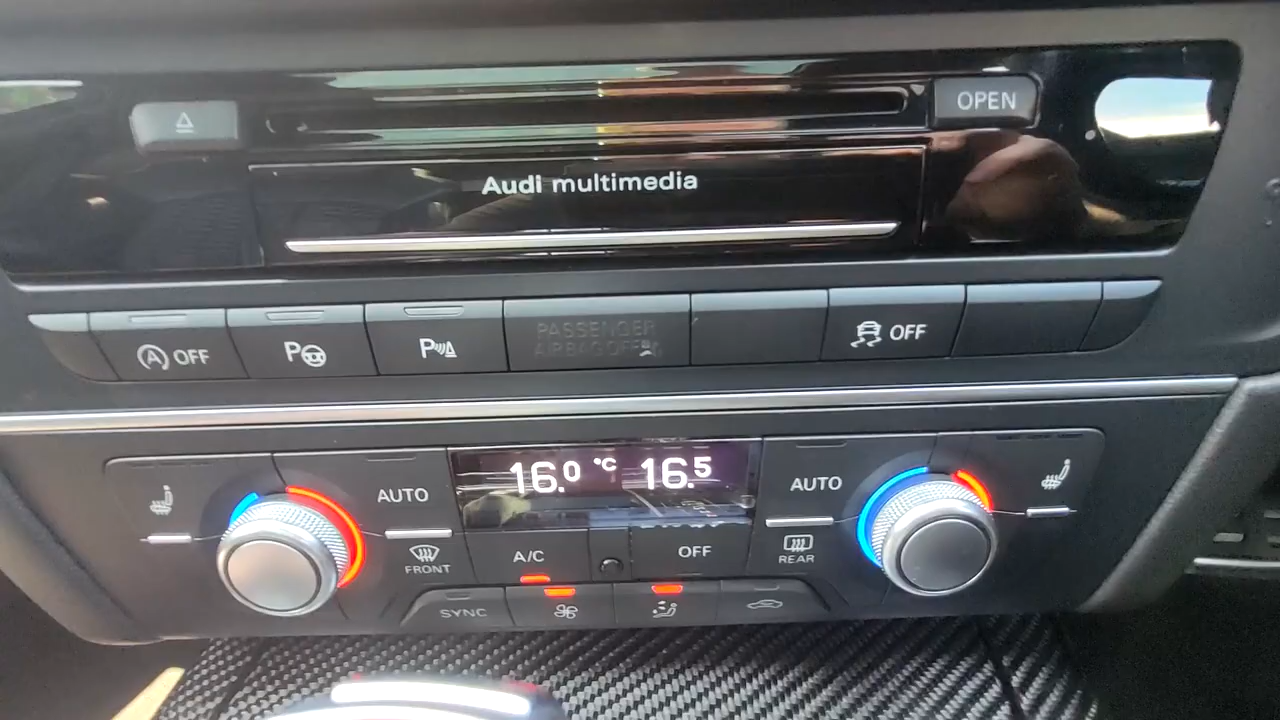 OPEN
Audi multimedia
A OFF
P
P
PASSENGER
AIRBAG OFF
OFF
16.0 °C 16.5
AUTO
AUTO
FRONT
A/C
OFF
REAR
SYNC